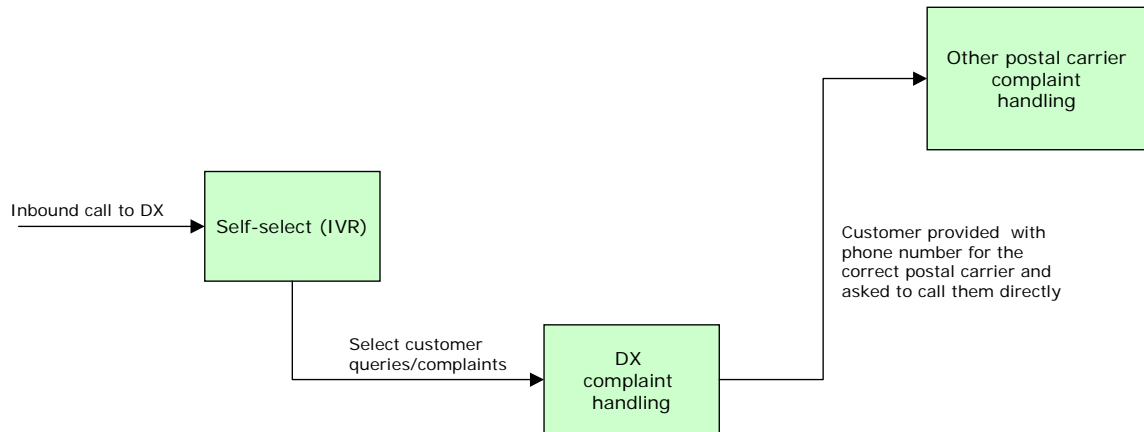 Other postal carrier
complaint
handling
Inbound call to DX
Self-select (IVR)
Customer provided  with
phone number for the
correct postal carrier and
asked to call them directly
Select customer
queries/complaints
DX
complaint
handling